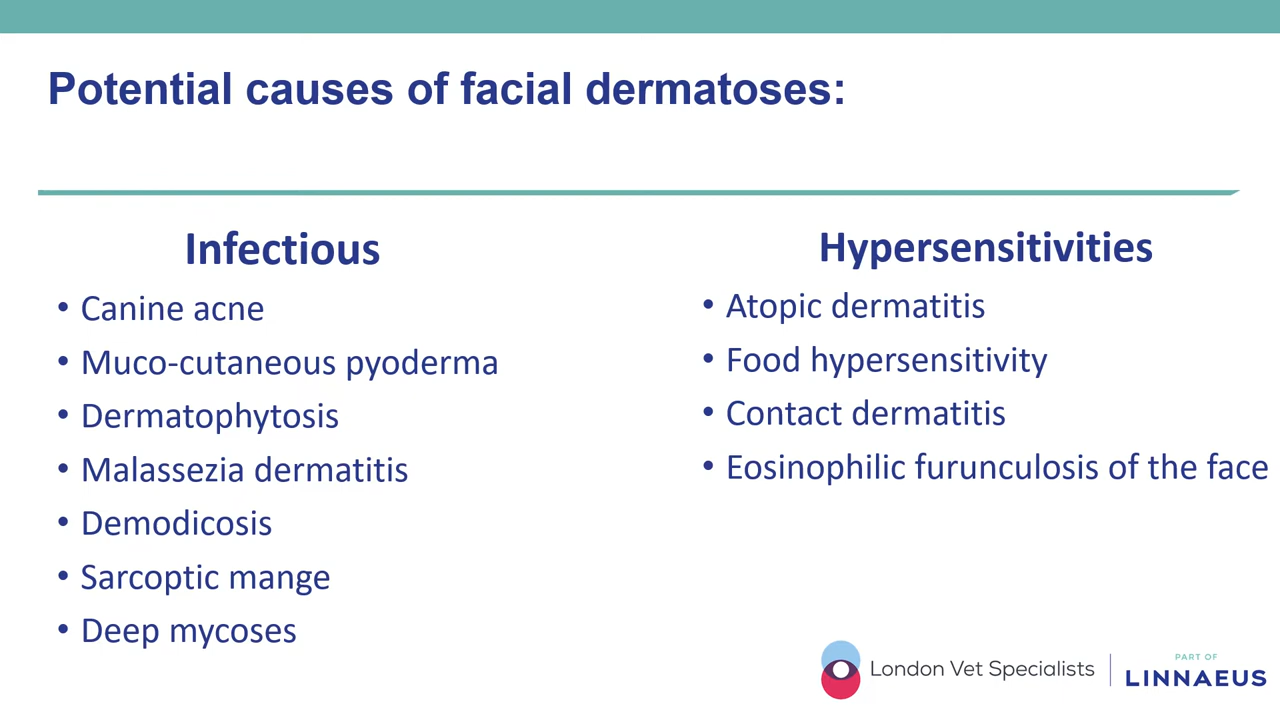 Potential causes of facial dermatoses:
Infectious
• Canine acne
• Muco-cutaneous pyoderma
• Dermatophytosis
• Malassezia dermatitis
• Demodicosis
• Sarcoptic mange
• Deep mycoses
Hypersensitivities
• Atopic dermatitis
• Food hypersensitivity
• Contact dermatitis
• Eosinophilic furunculosis of the face
London Vet Specialists
PART OF
LINNAEUS